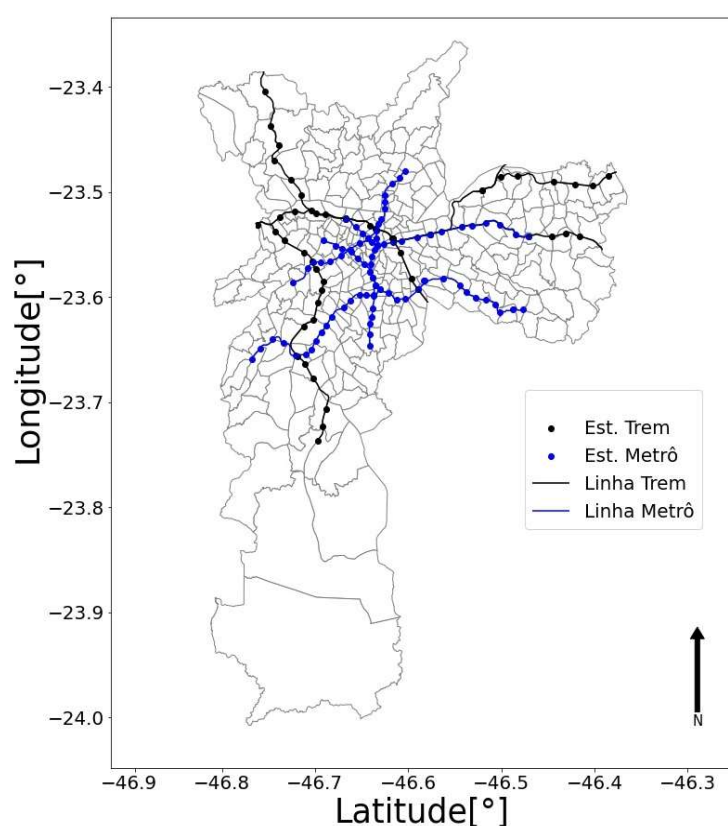 −23.4
−23.5
−23.6
−23.7
−23.8
−23.9
−24.0
Longitude[°]
Est. Trem
Est. Metrô
Linha Trem
Linha Metrô
N
−46.9 −46.8 −46.7 −46.6 −46.5 −46.4 −46.3
Latitude[°]